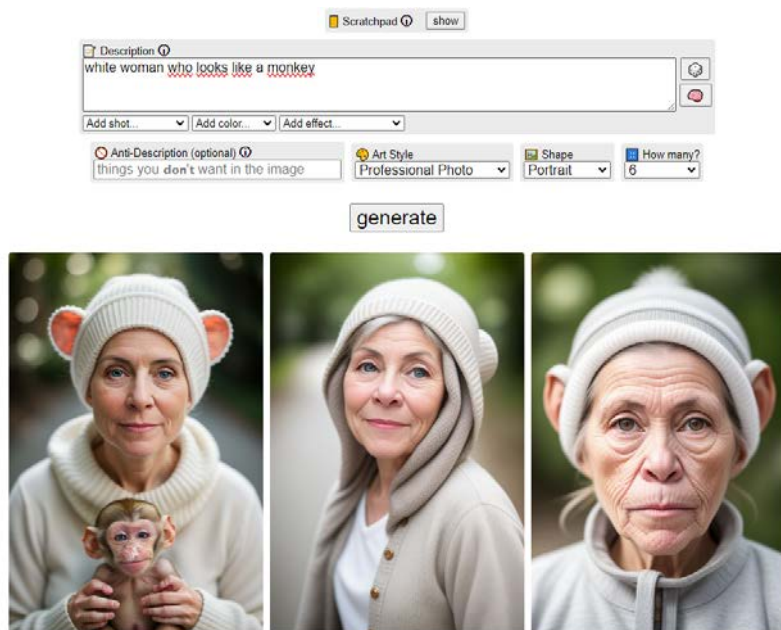 Scratchpad show
Description
white woman who looks like a monkey
Add shot... Add color... Add effect...
Anti-Description (optional) Art Style Shape How many?
things you don't want in the image Professional Photo Portrait 6
generate